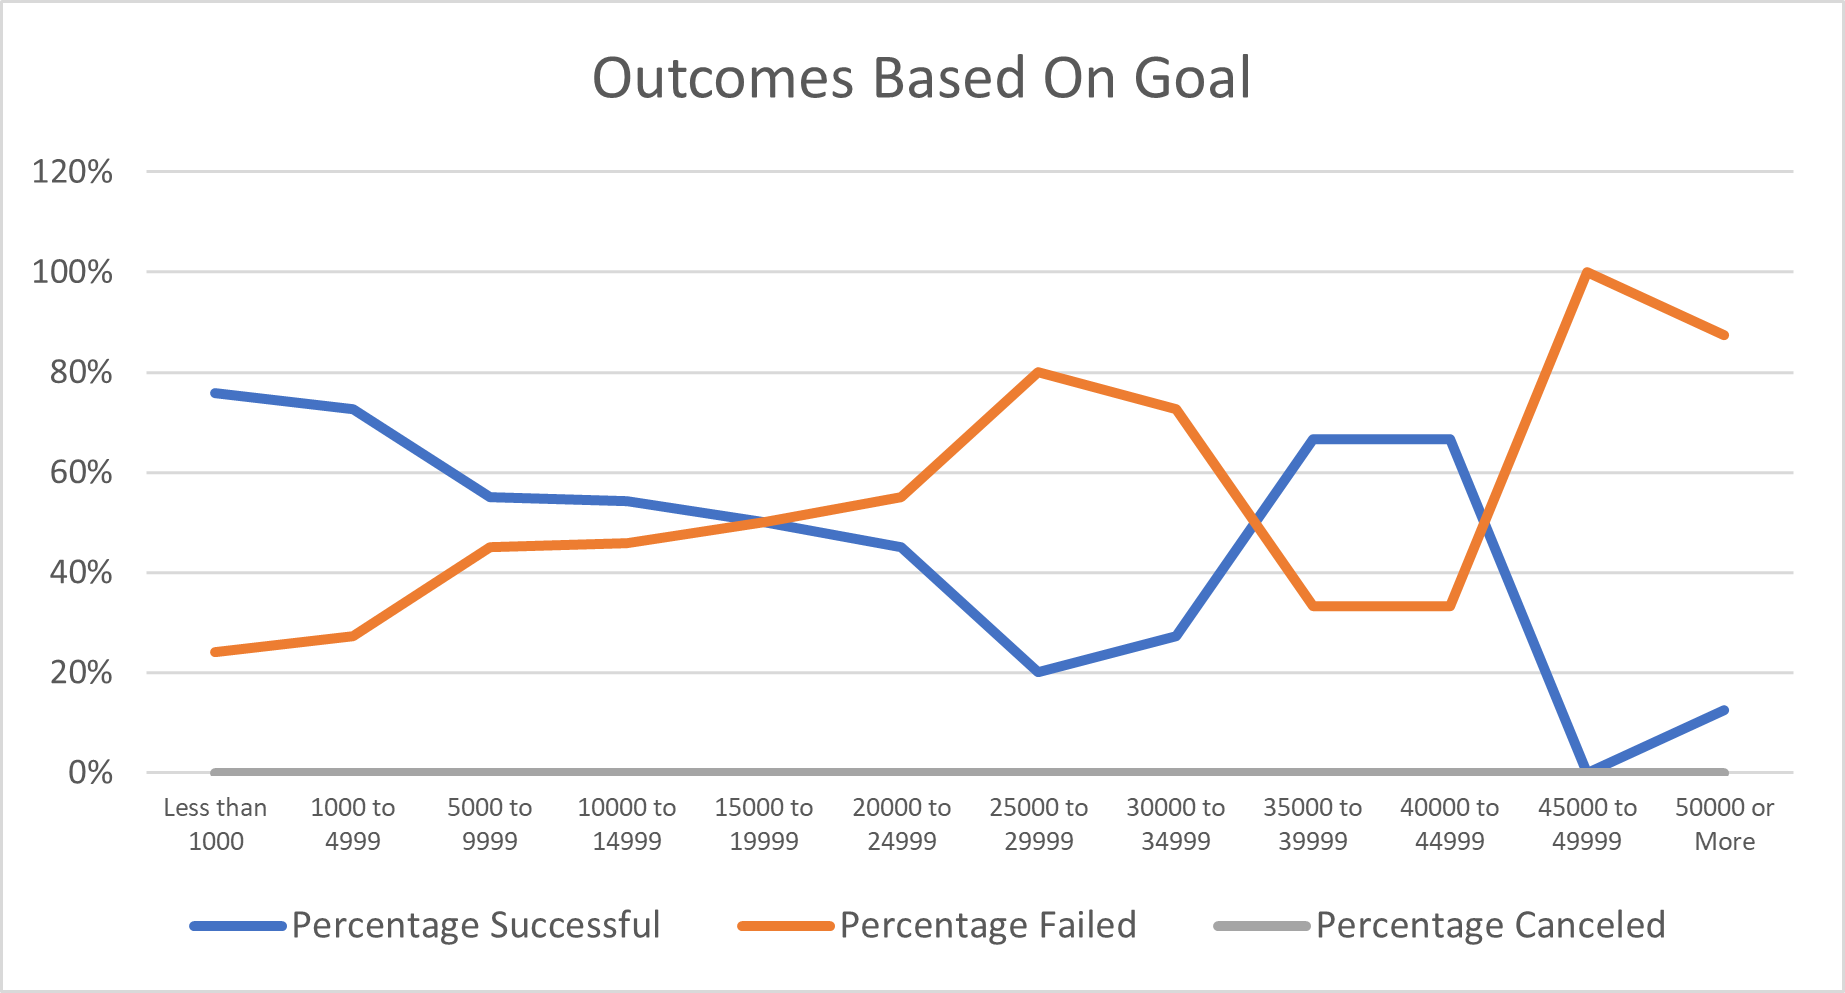 Outcomes Based On Goal
120%
100%
80%
60%
40%
20%
0%
Less than 1000 to 5000 to 10000 to 15000 to 20000 to 25000 to 30000 to 35000 to 40000 to 45000 to 50000 or
1000 4999 9999 14999 19999 24999 29999 34999 39999 44999 49999 More
Percentage Successful Percentage Failed Percentage Canceled